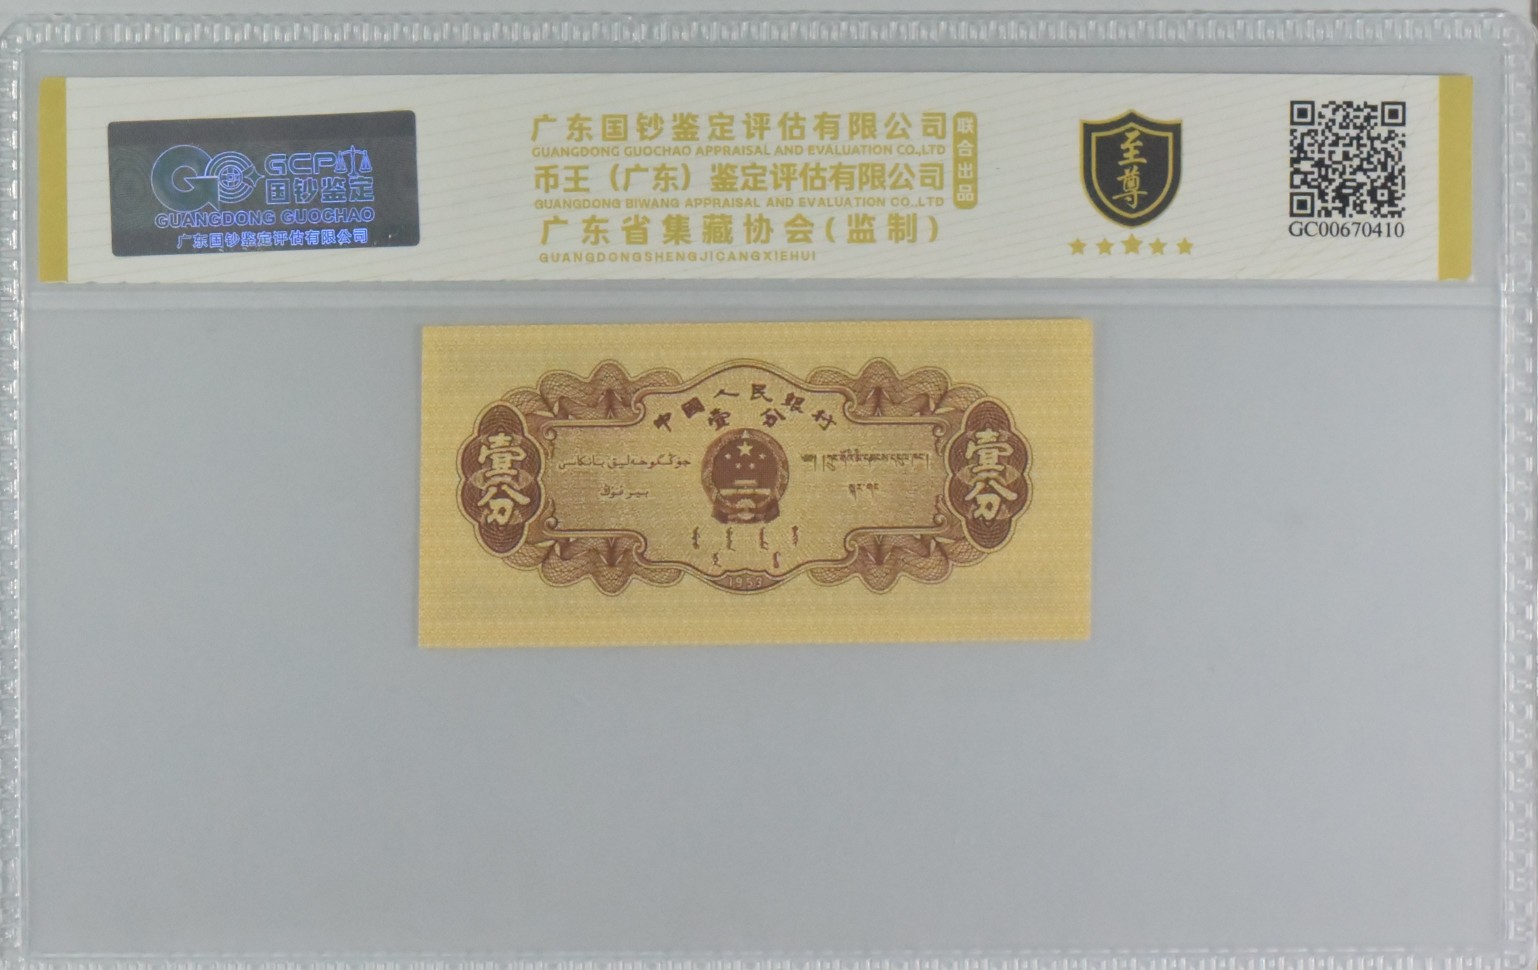 GCP
国钞鉴定
GUANGDONG GUOCHAO
广东国钞鉴定评估有限公司
广东国钞鉴定评估有限公司
GUANGDONG GUOCHAO APPRAISAL AND EVALUATION CO.,LTD
币王（广东）鉴定评估有限公司
GUANGDONG BIWANG APPRAISAL AND EVALUATION CO.,LTD
广东省集藏协会(监制)
GUANGDONGSHENGJICANGXIEHUI
联合出品
至尊
GC00670410
中国人民银行
壹分
壹分
壹分
1953